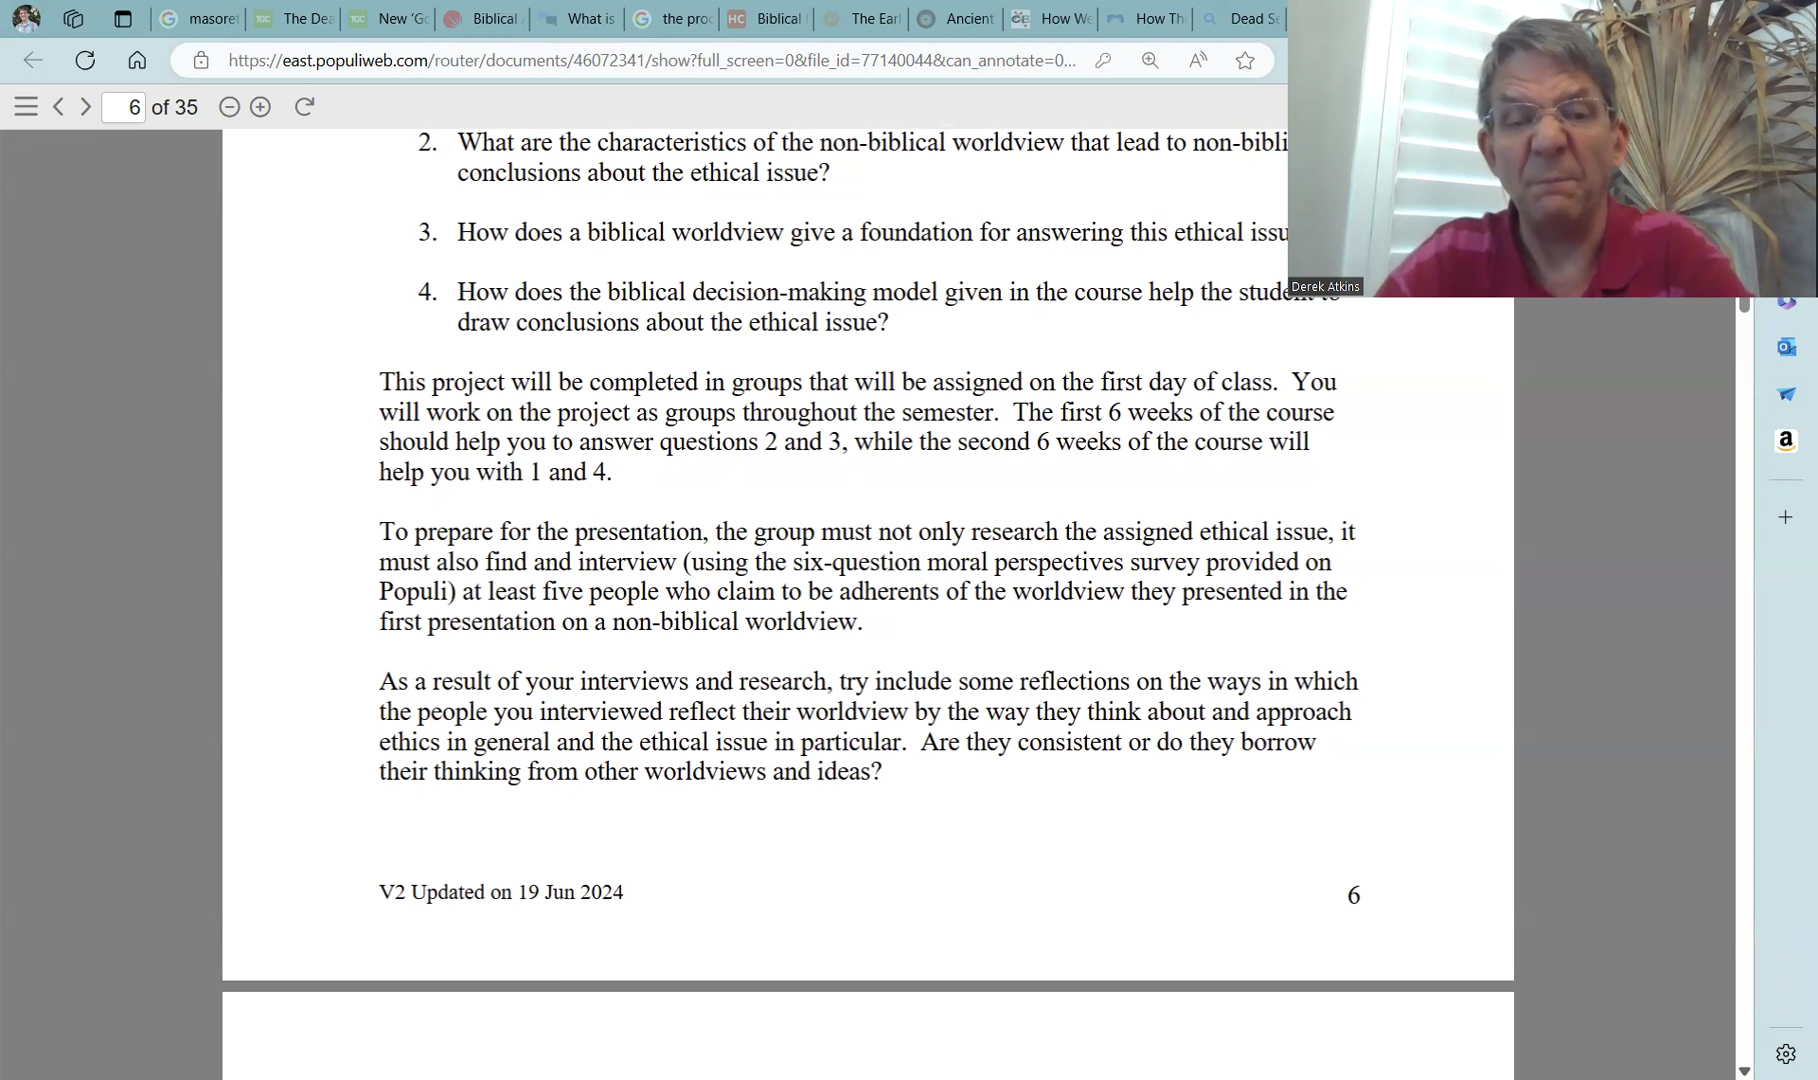 masoret
The Dea
New 'Go
Biblical
What is
the proc
Biblical
The Earl
Ancient
How We
How Th
Dead Se
https://east.populiweb.com/router/documents/46072341/show?full_screen=0&file_id=77140044&can_annotate=0...
6 of 35
2. What are the characteristics of the non-biblical worldview that lead to non-bibli
conclusions about the ethical issue?
3. How does a biblical worldview give a foundation for answering this ethical issu
4. How does the biblical decision-making model given in the course help the student to
draw conclusions about the ethical issue?
Derek Atkins
This project will be completed in groups that will be assigned on the first day of class. You
will work on the project as groups throughout the semester. The first 6 weeks of the course
should help you to answer questions 2 and 3, while the second 6 weeks of the course will
help you with 1 and 4.
To prepare for the presentation, the group must not only research the assigned ethical issue, it
must also find and interview (using the six-question moral perspectives survey provided on
Populi) at least five people who claim to be adherents of the worldview they presented in the
first presentation on a non-biblical worldview.
As a result of your interviews and research, try include some reflections on the ways in which
the people you interviewed reflect their worldview by the way they think about and approach
ethics in general and the ethical issue in particular. Are they consistent or do they borrow
their thinking from other worldviews and ideas?
V2 Updated on 19 Jun 2024
6